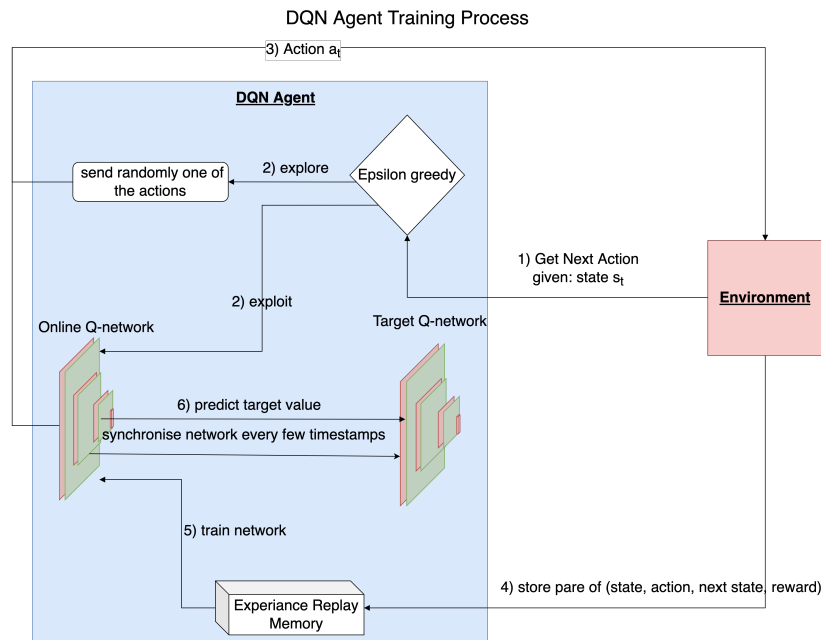 DQN Agent Training Process
3) Action at
DQN Agent
send randomly one of
the actions
2) explore
Epsilon greedy
1) Get Next Action
given: state st
Environment
2) exploit
Online Q-network
Target Q-network
6) predict target value
synchronise network every few timestamps
5) train network
4) store pare of (state, action, next state, reward)
Experiance Replay
Memory